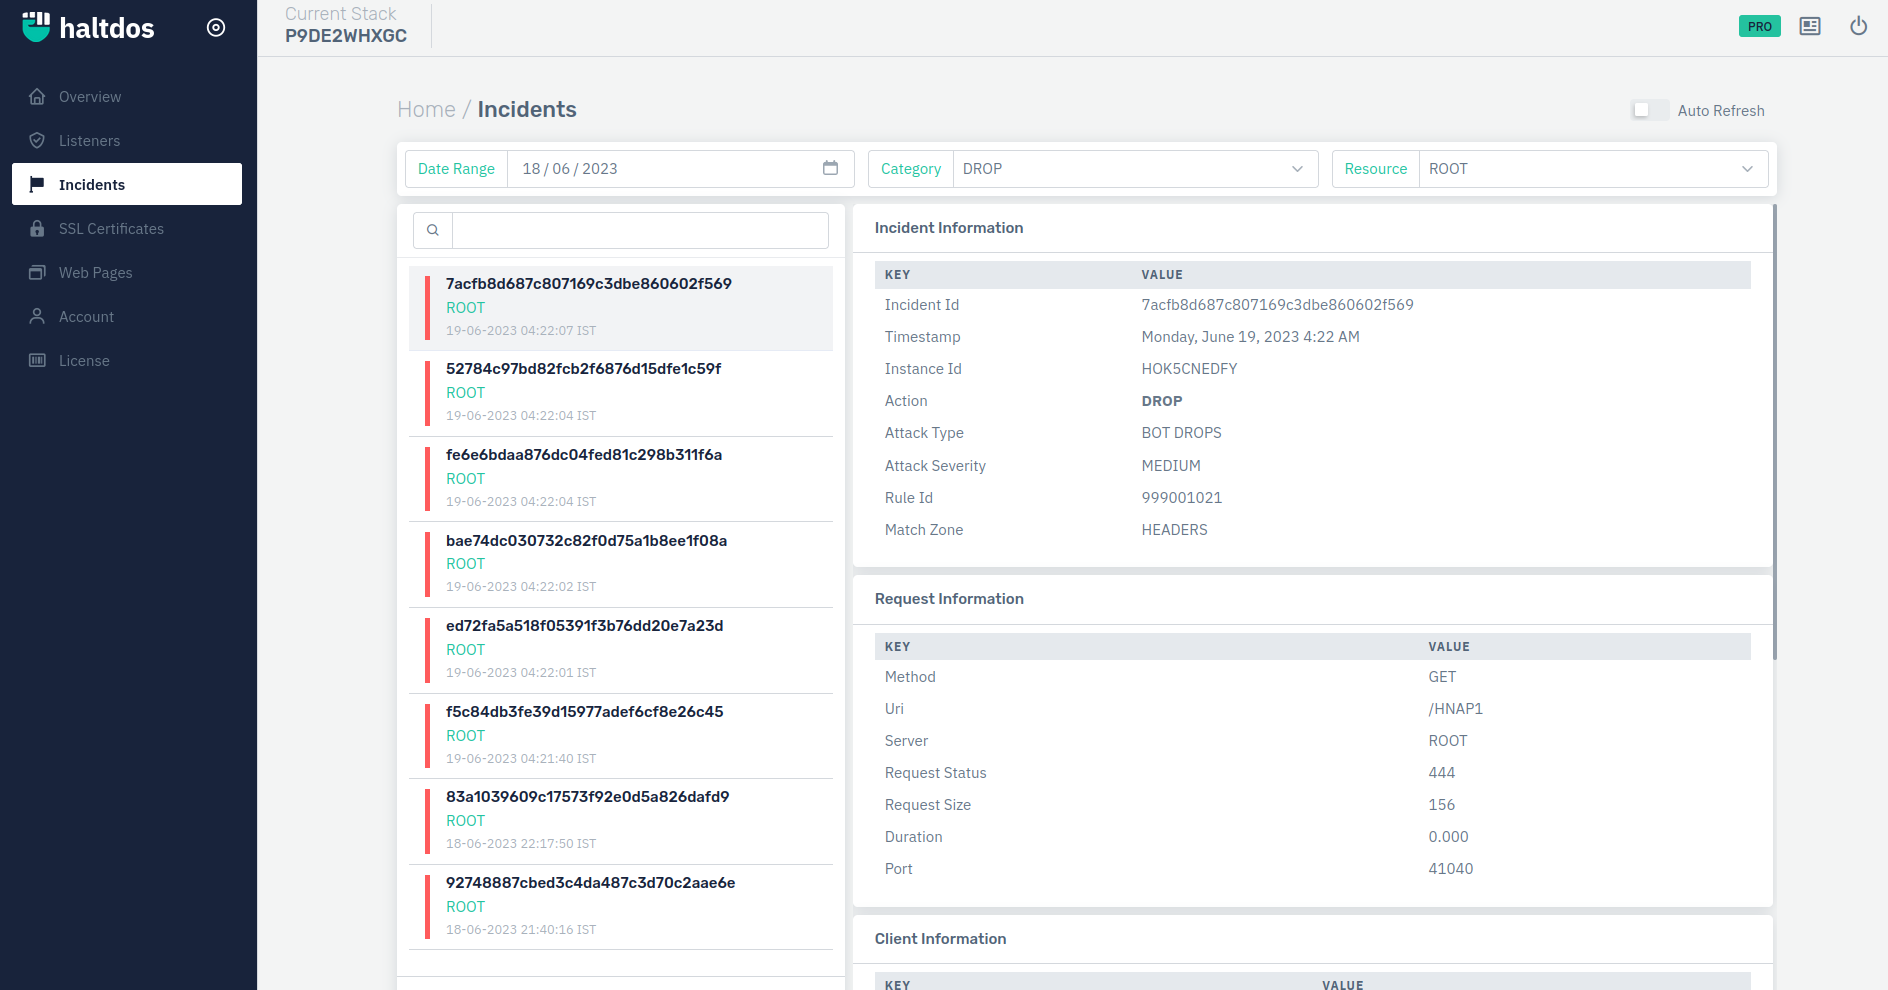 haltdos
Current Stack
P9DE2WHXGC
PRO
Overview
Listeners
Incidents
SSL Certificates
Web Pages
Account
License
Home / Incidents
Auto Refresh
Date Range 18 / 06 / 2023
Category DROP
Resource ROOT
7acfb8d687c807169c3dbe860602f569
ROOT
19-06-2023 04:22:07 IST
52784c97bd82fcb2f6876d15dfe1c59f
ROOT
19-06-2023 04:22:04 IST
fe6e6bdaa876dc04fed81c298b311f6a
ROOT
19-06-2023 04:22:04 IST
bae74dc030732c82f0d75a1b8ee1f08a
ROOT
19-06-2023 04:22:02 IST
ed72fa5a518f05391f3b76dd20e7a23d
ROOT
19-06-2023 04:22:01 IST
f5c84db3fe39d15977adef6cf8e26c45
ROOT
19-06-2023 04:21:40 IST
83a1039609c17573f92e0d5a826dafd9
ROOT
18-06-2023 22:17:50 IST
92748887cbed3c4da487c3d70c2aae6e
ROOT
18-06-2023 21:40:16 IST
Incident Information
KEY VALUE
Incident Id 7acfb8d687c807169c3dbe860602f569
Timestamp Monday, June 19, 2023 4:22 AM
Instance Id HOK5CNEDFY
Action DROP
Attack Type BOT DROPS
Attack Severity MEDIUM
Rule Id 999001021
Match Zone HEADERS
Request Information
KEY VALUE
Method GET
Uri /HNAP1
Server ROOT
Request Status 444
Request Size 156
Duration 0.000
Port 41040
Client Information
KEY VALUE